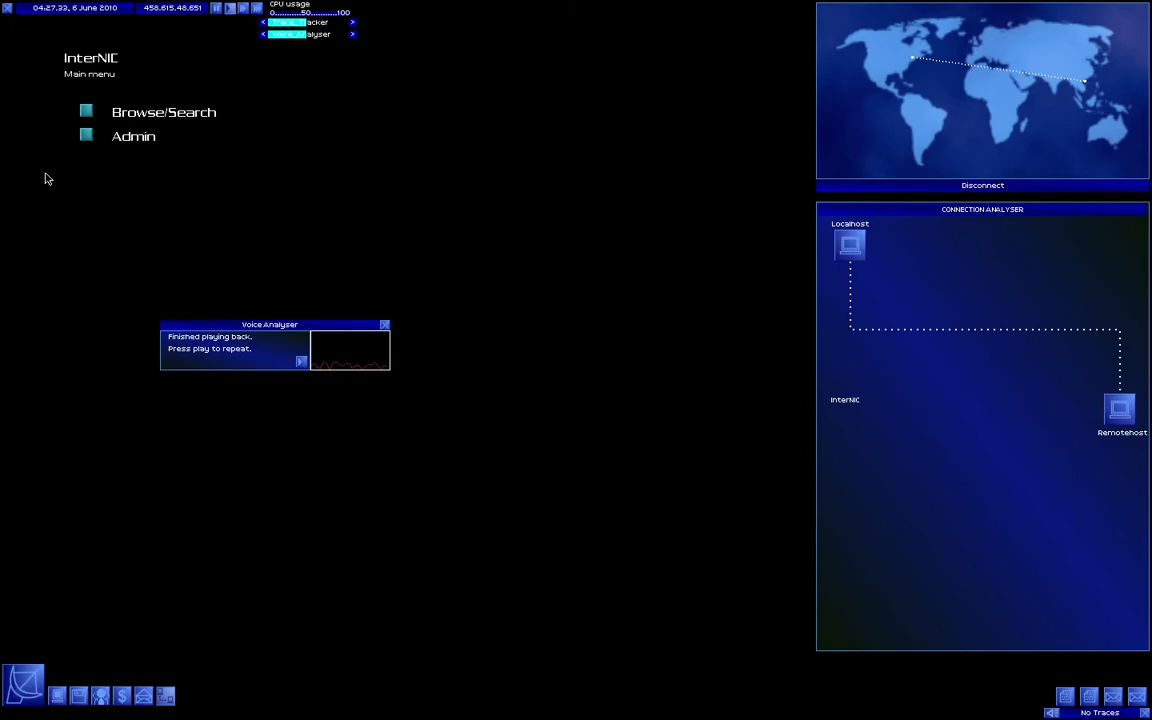 04:27.33, 6 June 2010
458.615.48.651
CPU usage
0..........50..........100
Trace_Tracker
Voice_Analyser
InterNIC
Main menu
Browse/Search
Admin
Disconnect
CONNECTION ANALYSER
Localhost
Voice Analyser
Finished playing back.
Press play to repeat.
InterNIC
Remotehost
No Traces